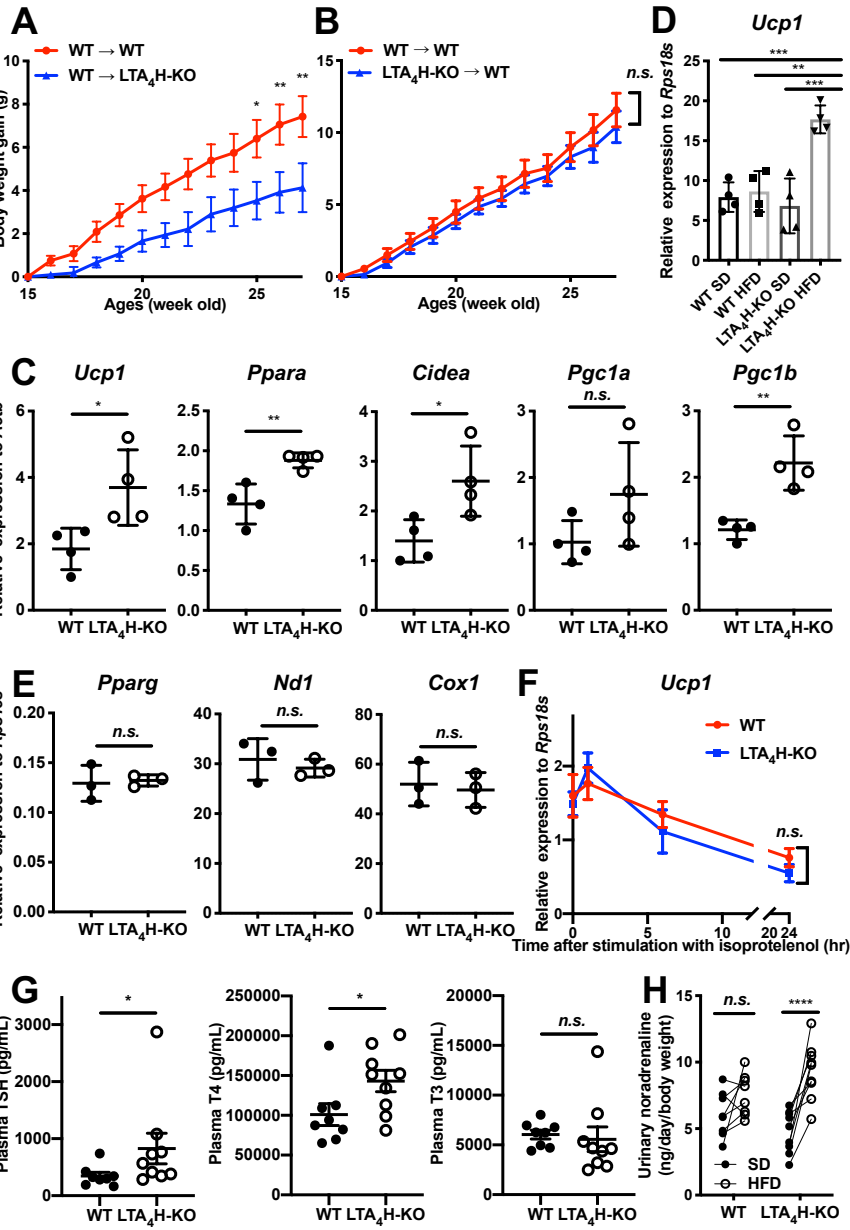 A
WT → WT
WT → LTA4H-KO
Body weight gain (g)
10
8
6
4
2
0
* ** **
15 20 25
Ages (week old)
B
WT → WT
LTA4H-KO → WT
n.s.
15
10
5
0
15 20 25
Ages (week old)
D
Ucp1
Relative expression to Rps18s
***
**
***
25
20
15
10
5
0
WT SD
WT HFD
LTA4H-KO SD
LTA4H-KO HFD
C
Relative expression to Rps18s
Ucp1
*
6
4
2
0
WT LTA4H-KO
Ppara
**
2.0
1.5
1.0
0.5
0.0
WT LTA4H-KO
Cidea
*
4
3
2
1
0
WT LTA4H-KO
Pgc1a
n.s.
3
2
1
0
WT LTA4H-KO
Pgc1b
**
3
2
1
0
WT LTA4H-KO
E
Relative expression to Rps18s
Pparg
n.s.
0.20
0.15
0.10
0.05
0.00
WT LTA4H-KO
Nd1
n.s.
40
30
20
10
0
WT LTA4H-KO
Cox1
n.s.
80
60
40
20
0
WT LTA4H-KO
F
Ucp1
Relative expression to Rps18s
WT
LTA4H-KO
n.s.
2
1
0
0 5 10 20 24
Time after stimulation with isoprotelenol (hr)
G
Plasma TSH (pg/mL)
*
3000
2000
1000
500
0
WT LTA4H-KO
Plasma T4 (pg/mL)
*
250000
200000
150000
100000
50000
0
WT LTA4H-KO
Plasma T3 (pg/mL)
n.s.
20000
15000
10000
5000
0
WT LTA4H-KO
H
Urinary noradrenaline
(ng/day/body weight)
n.s. ****
15
10
5
0
SD
HFD
WT LTA4H-KO